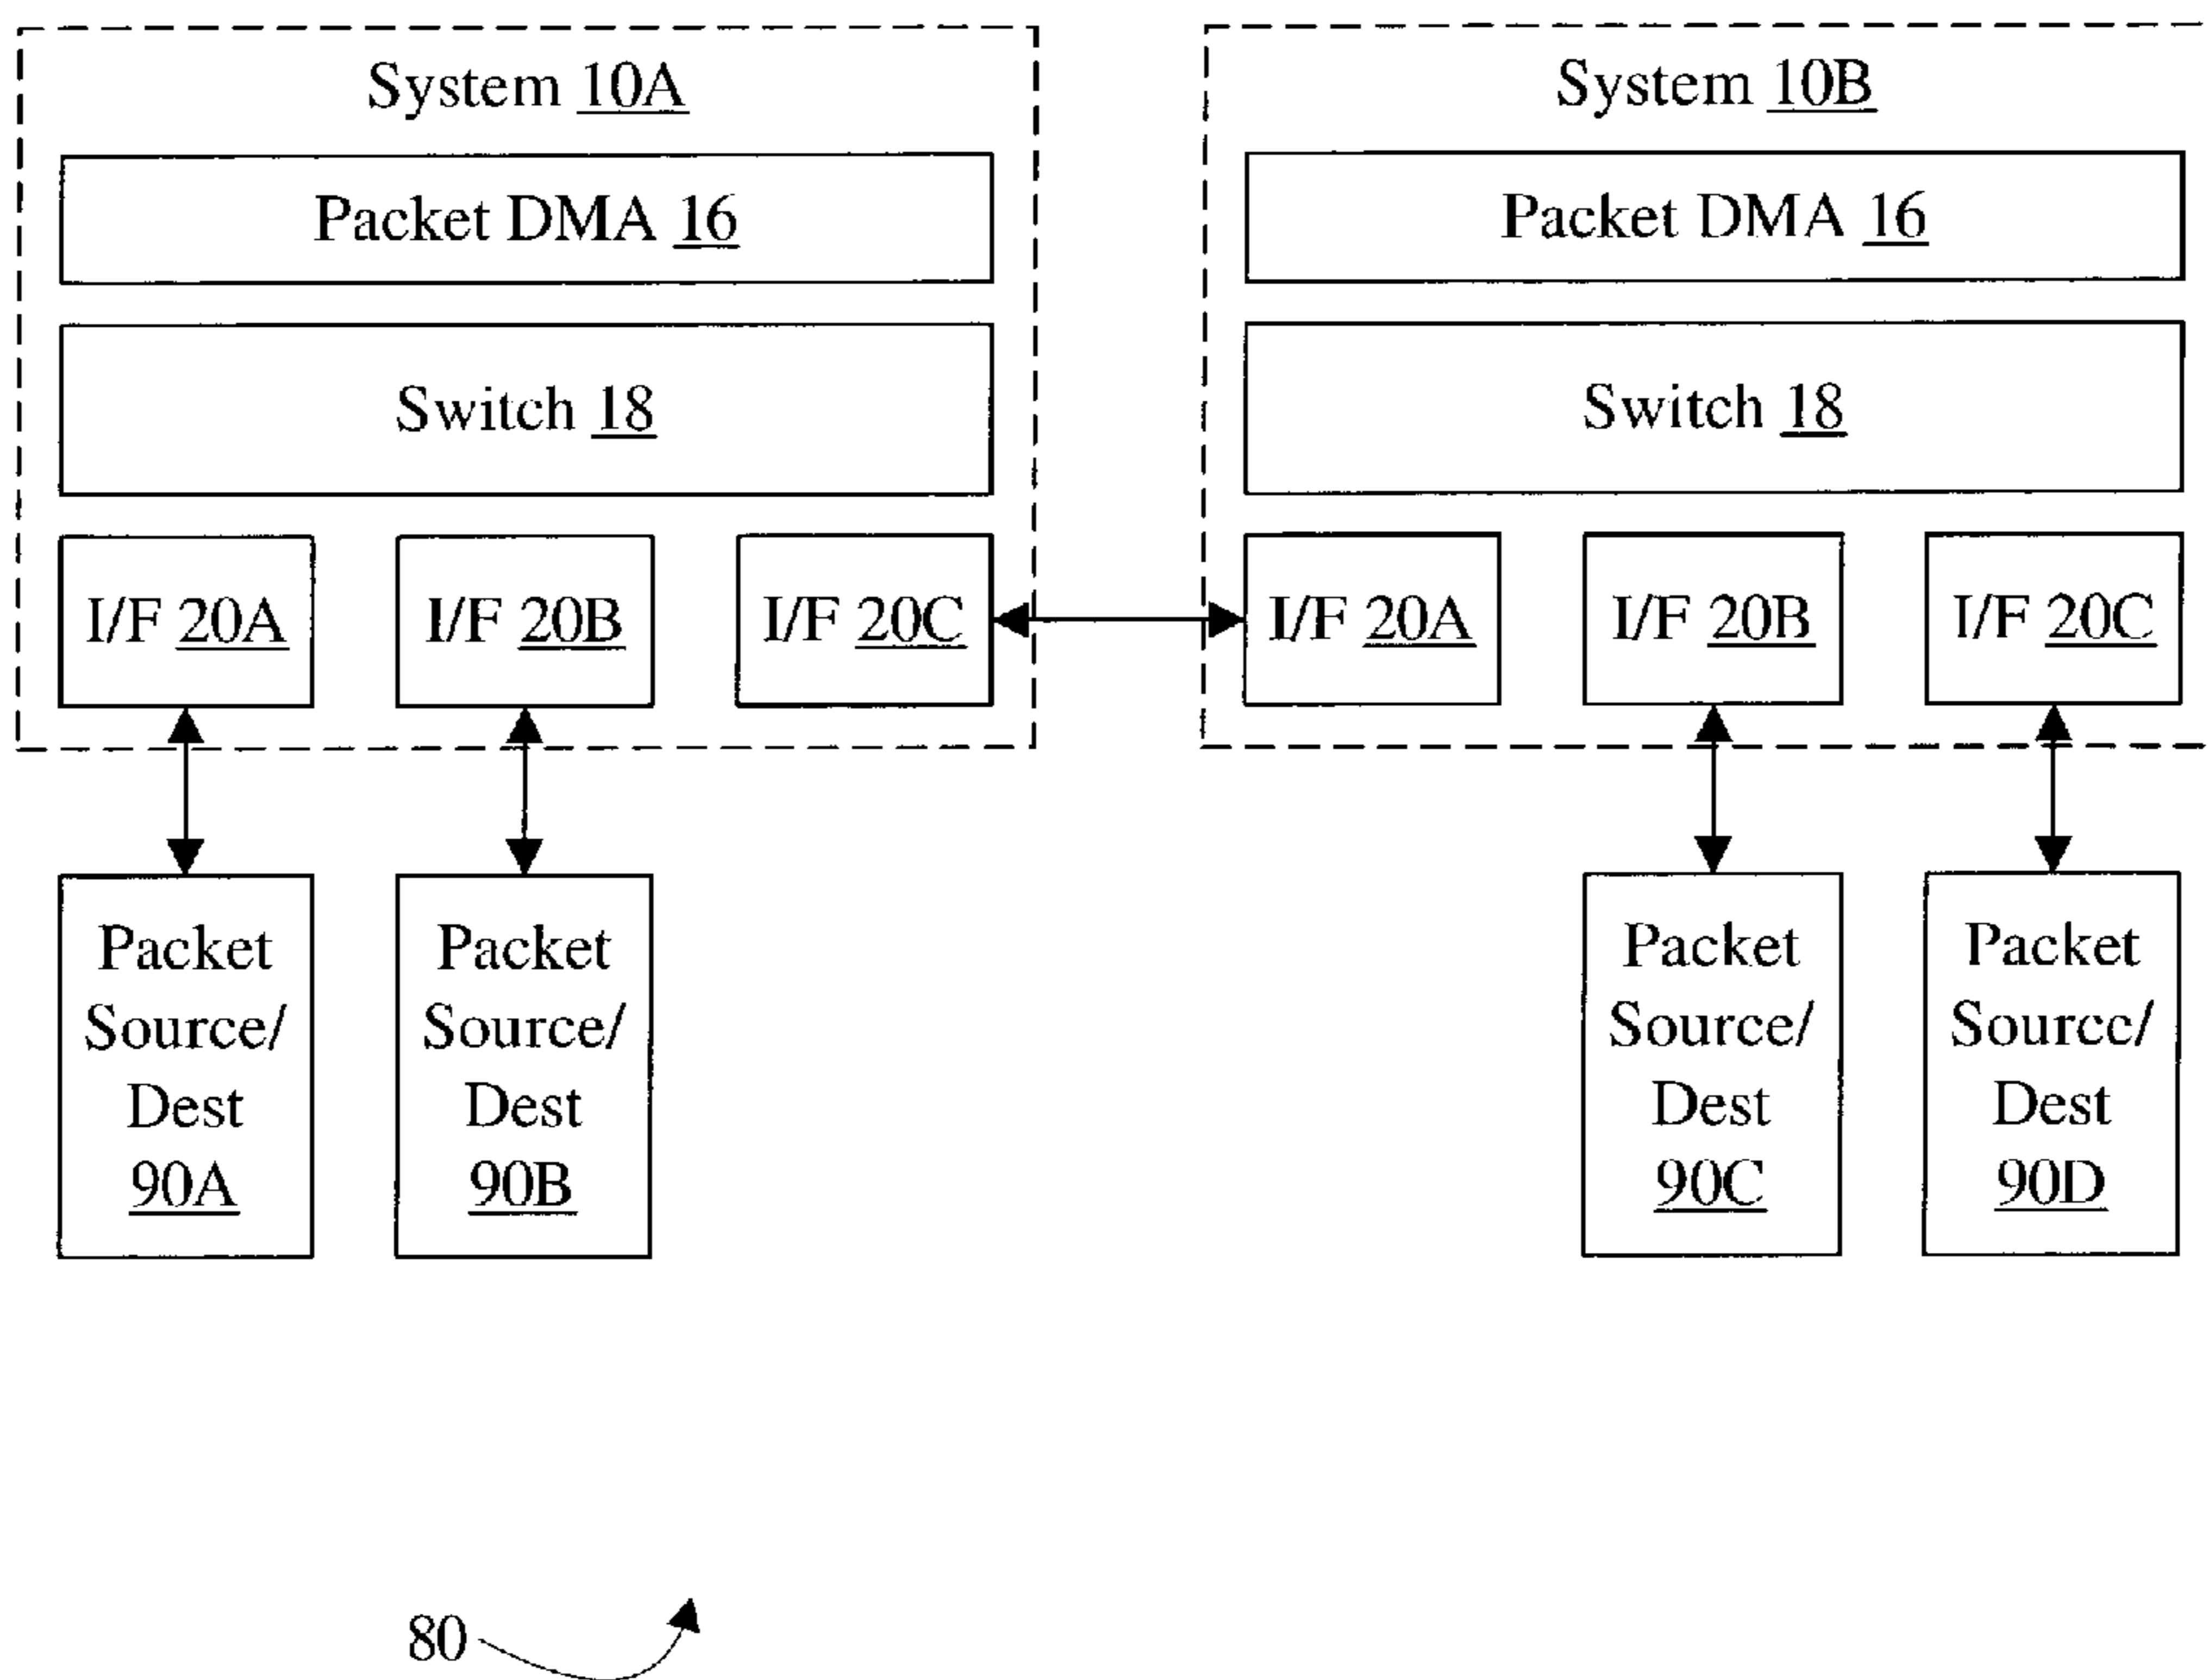 System 10A
Packet DMA 16
Switch 18
I/F 20A
I/F 20B
I/F 20C
Packet
Source/
Dest
90A
Packet
Source/
Dest
90B
System 10B
Packet DMA 16
Switch 18
I/F 20A
I/F 20B
I/F 20C
Packet
Source/
Dest
90C
Packet
Source/
Dest
90D
80